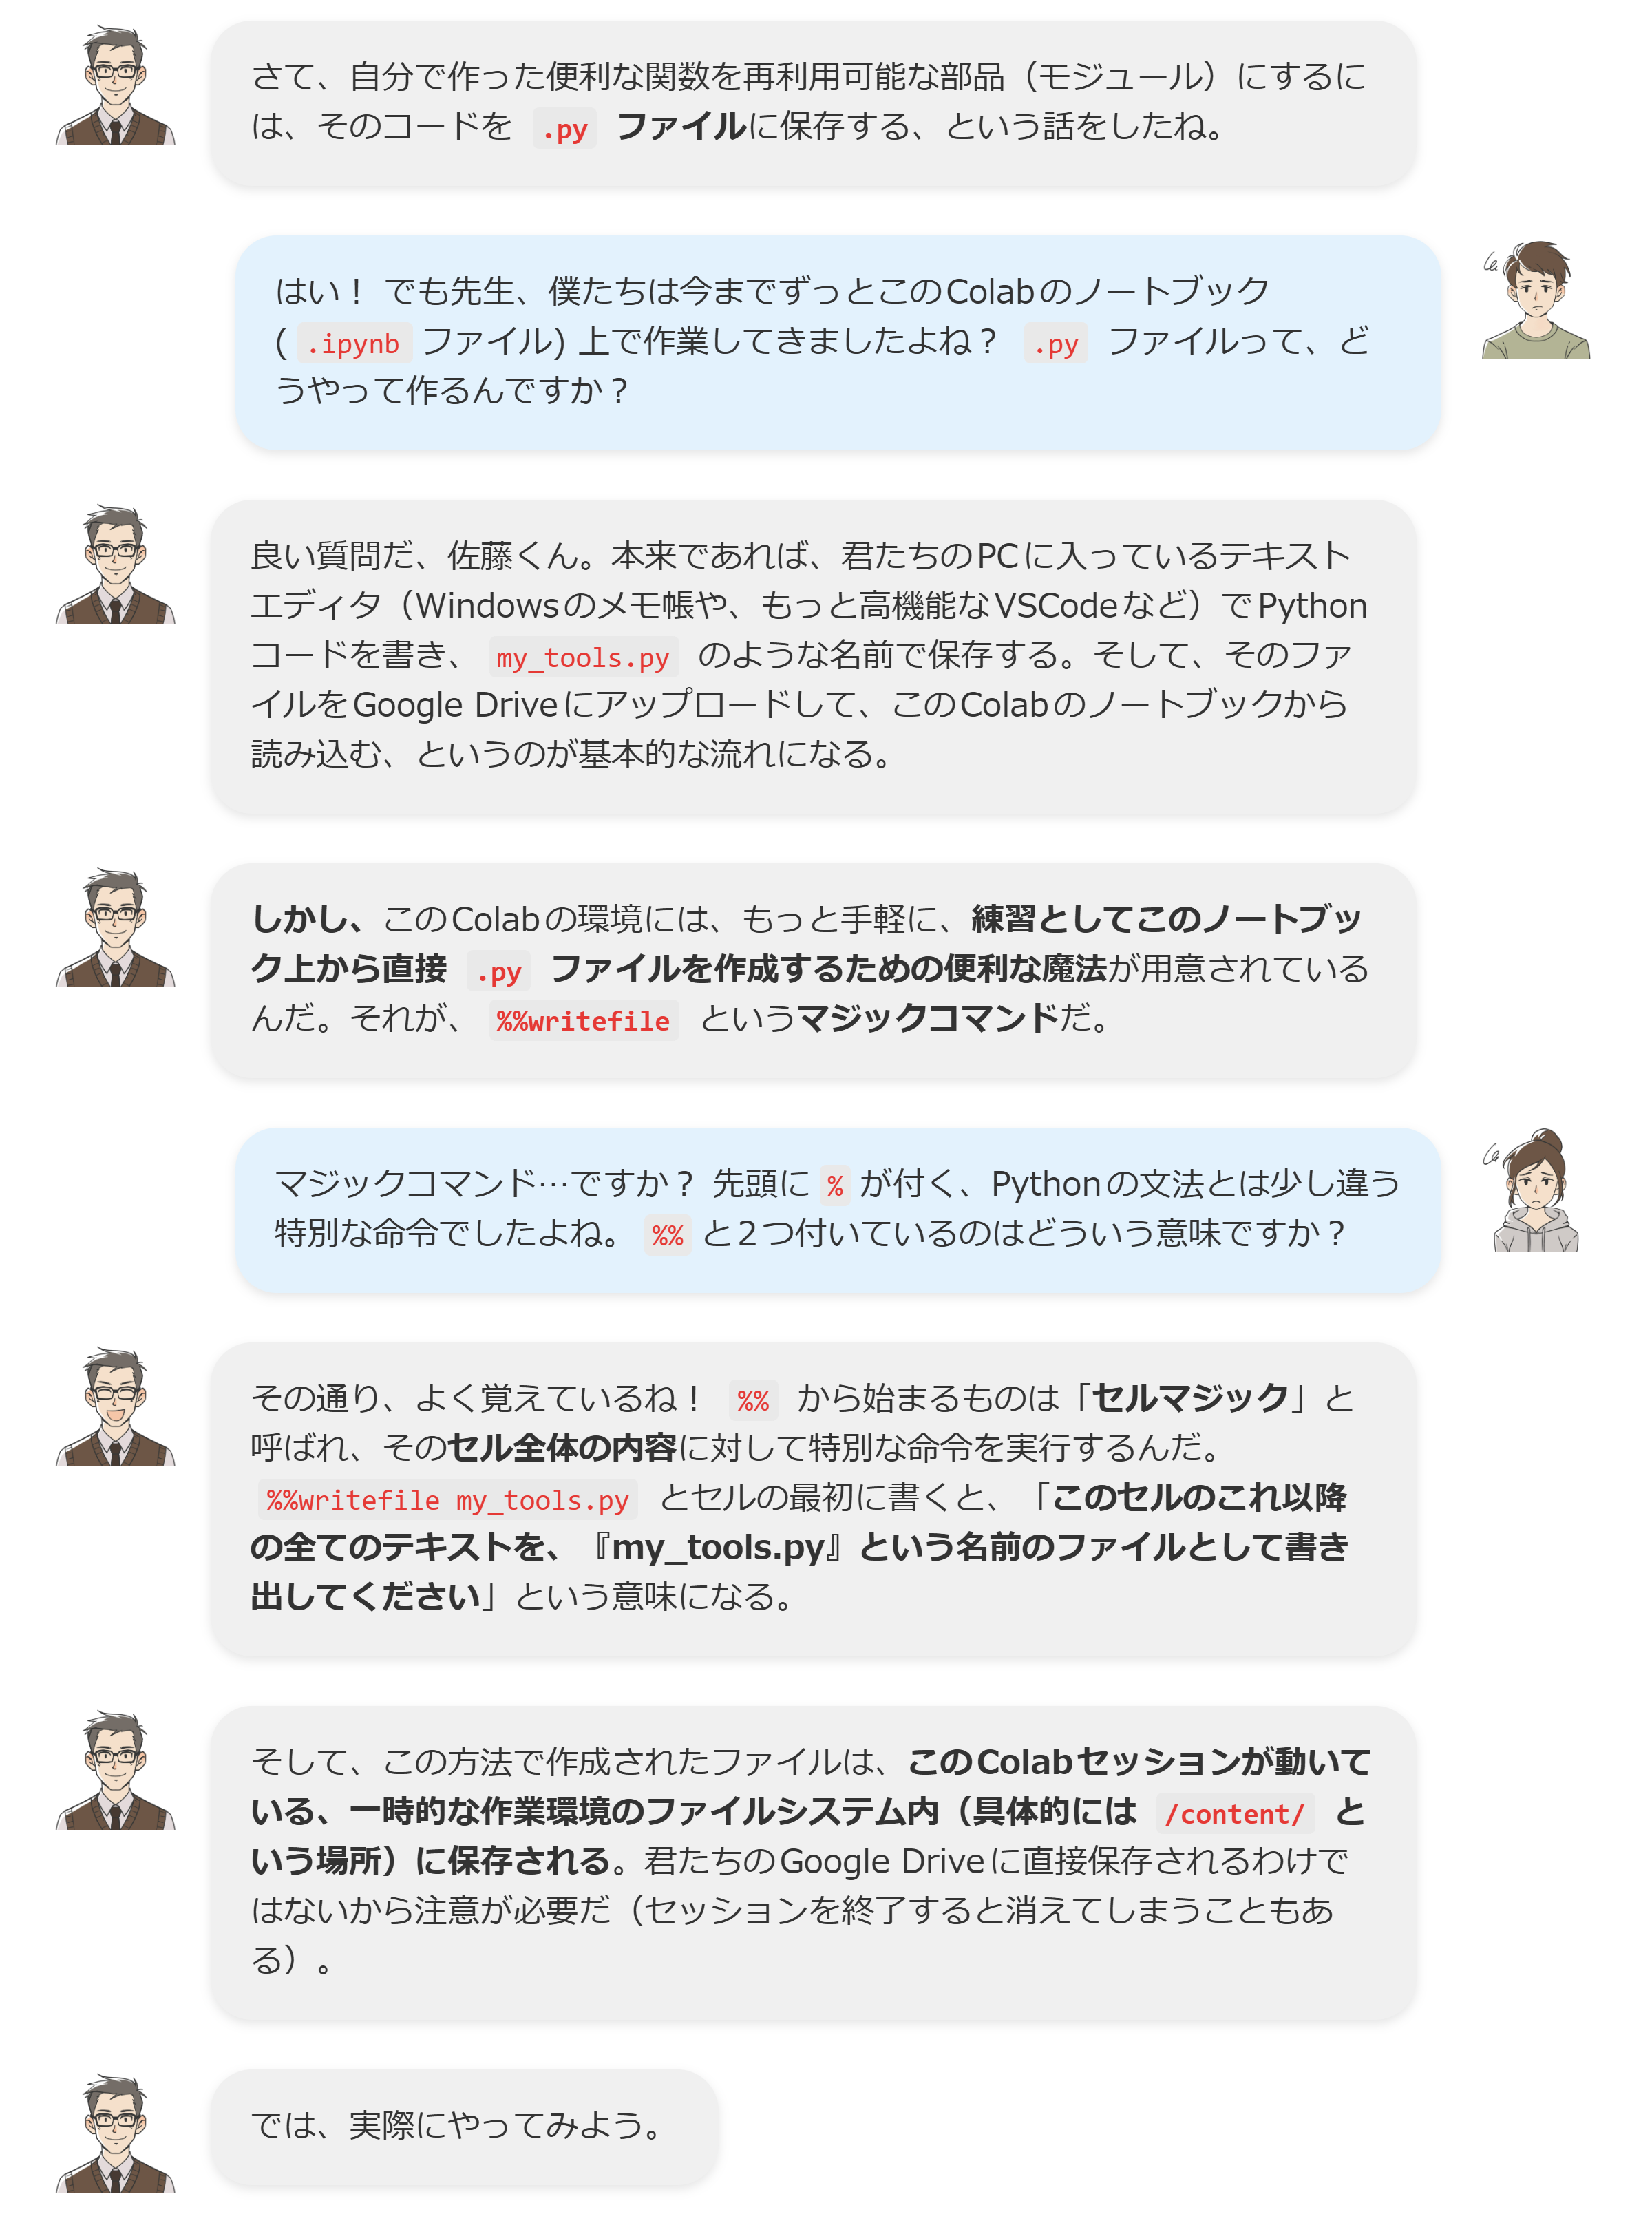 さて、自分で作った便利な関数を再利用可能な部品（モジュール）にするに
は、そのコードを .py ファイルに保存する、という話をしたね。
はい！ でも先生、僕たちは今までずっとこのColabのノートブック
( .ipynb ファイル) 上で作業してきましたよね？ .py ファイルって、ど
うやって作るんですか？
良い質問だ、佐藤くん。本来であれば、君たちのPCに入っているテキスト
エディタ（Windowsのメモ帳や、もっと高機能なVSCodeなど）でPython
コードを書き、 my_tools.py のような名前で保存する。そして、そのファ
イルをGoogle Driveにアップロードして、このColabのノートブックから
読み込む、というのが基本的な流れになる。
しかし、このColabの環境には、もっと手軽に、練習としてこのノートブッ
ク上から直接 .py ファイルを作成するための便利な魔法が用意されている
んだ。それが、 %%writefile というマジックコマンドだ。
マジックコマンド…ですか？ 先頭に % が付く、Pythonの文法とは少し違う
特別な命令でしたよね。 %% と2つ付いているのはどういう意味ですか？
その通り、よく覚えているね！ %% から始まるものは「セルマジック」と
呼ばれ、そのセル全体の内容に対して特別な命令を実行するんだ。
%%writefile my_tools.py とセルの最初に書くと、「このセルのこれ以降
の全てのテキストを、『my_tools.py』という名前のファイルとして書き
出してください」という意味になる。
そして、この方法で作成されたファイルは、このColabセッションが動いて
いる、一時的な作業環境のファイルシステム内（具体的には /content/ と
いう場所）に保存される。君たちのGoogle Driveに直接保存されるわけで
はないから注意が必要だ（セッションを終了すると消えてしまうこともあ
る）。
では、実際にやってみよう。